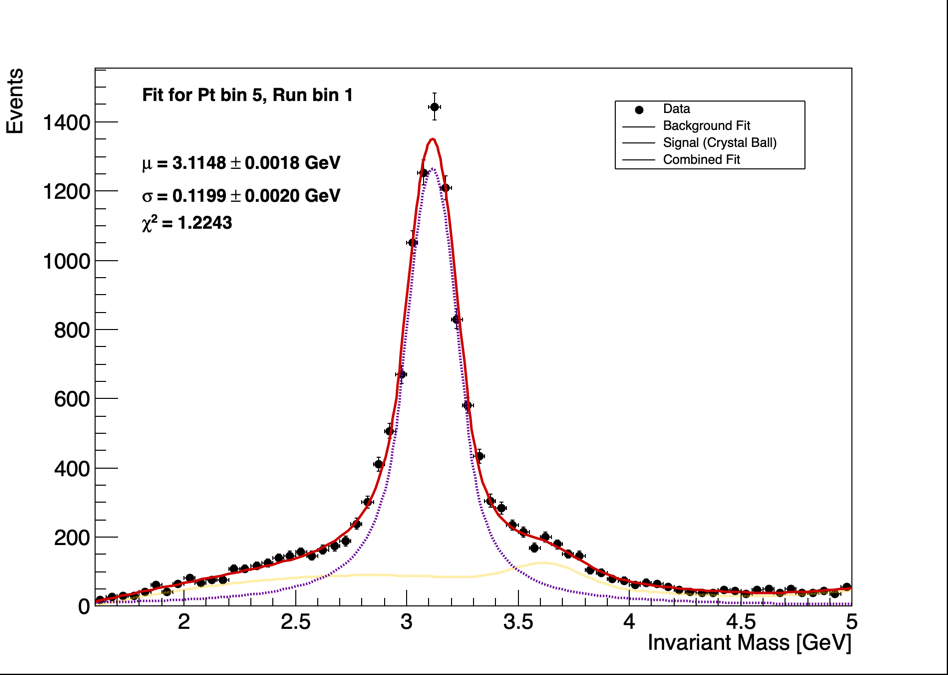 Events
Fit for Pt bin 5, Run bin 1
μ = 3.1148 ± 0.0018 GeV
σ = 0.1199 ± 0.0020 GeV
χ² = 1.2243
Data
Background Fit
Signal (Crystal Ball)
Combined Fit
1400
1200
1000
800
600
400
200
0
2 2.5 3 3.5 4 4.5 5
Invariant Mass [GeV]